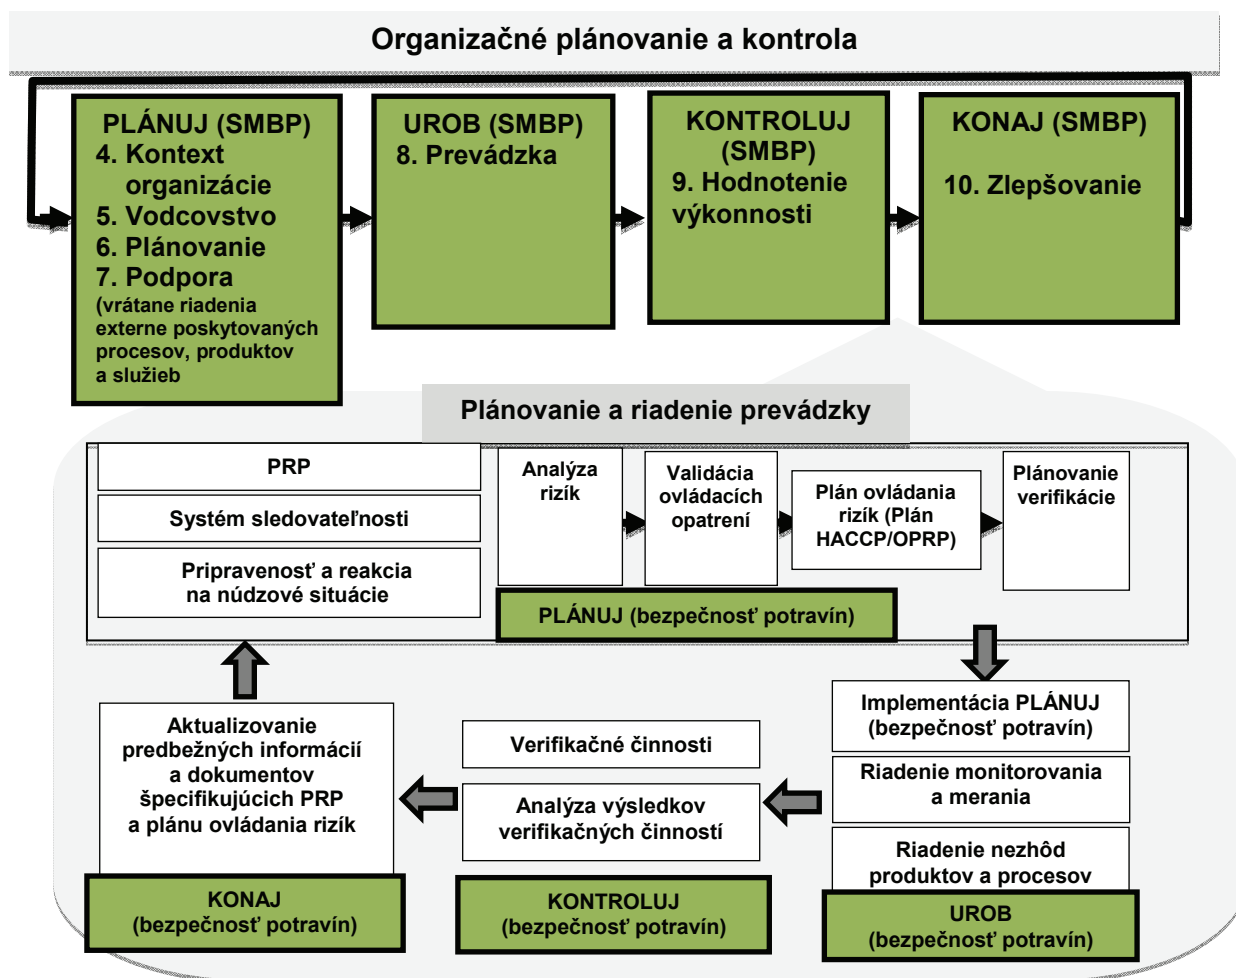 Organizačné plánovanie a kontrola
PLÁNUJ (SMBP)
4. Kontext
organizácie
5. Vodcovstvo
6. Plánovanie
7. Podpora
(vrátane riadenia
externe poskytovaných
procesov, produktov
a služieb
UROB (SMBP)
8. Prevádzka
KONTROLUJ
(SMBP)
9. Hodnotenie
výkonnosti
KONAJ (SMBP)
10. Zlepšovanie
Plánovanie a riadenie prevádzky
PRP
Systém sledovateľnosti
Pripravenosť a reakcia
na núdzové situácie
Analýza
rizík
Validácia
ovládacích
opatrení
Plán ovládania
rizík (Plán
HACCP/OPRP)
Plánovanie
verifikácie
PLÁNUJ (bezpečnosť potravín)
Implementácia PLÁNUJ
(bezpečnosť potravín)
Riadenie monitorovania
a merania
Riadenie nezhôd
produktov a procesov
UROB
(bezpečnosť potravín)
Verifikačné činnosti
Analýza výsledkov
verifikačných činností
KONTROLUJ
(bezpečnosť potravín)
Aktualizovanie
predbežných informácií
a dokumentov
špecifikujúcich PRP
a plánu ovládania rizík
KONAJ
(bezpečnosť potravín)